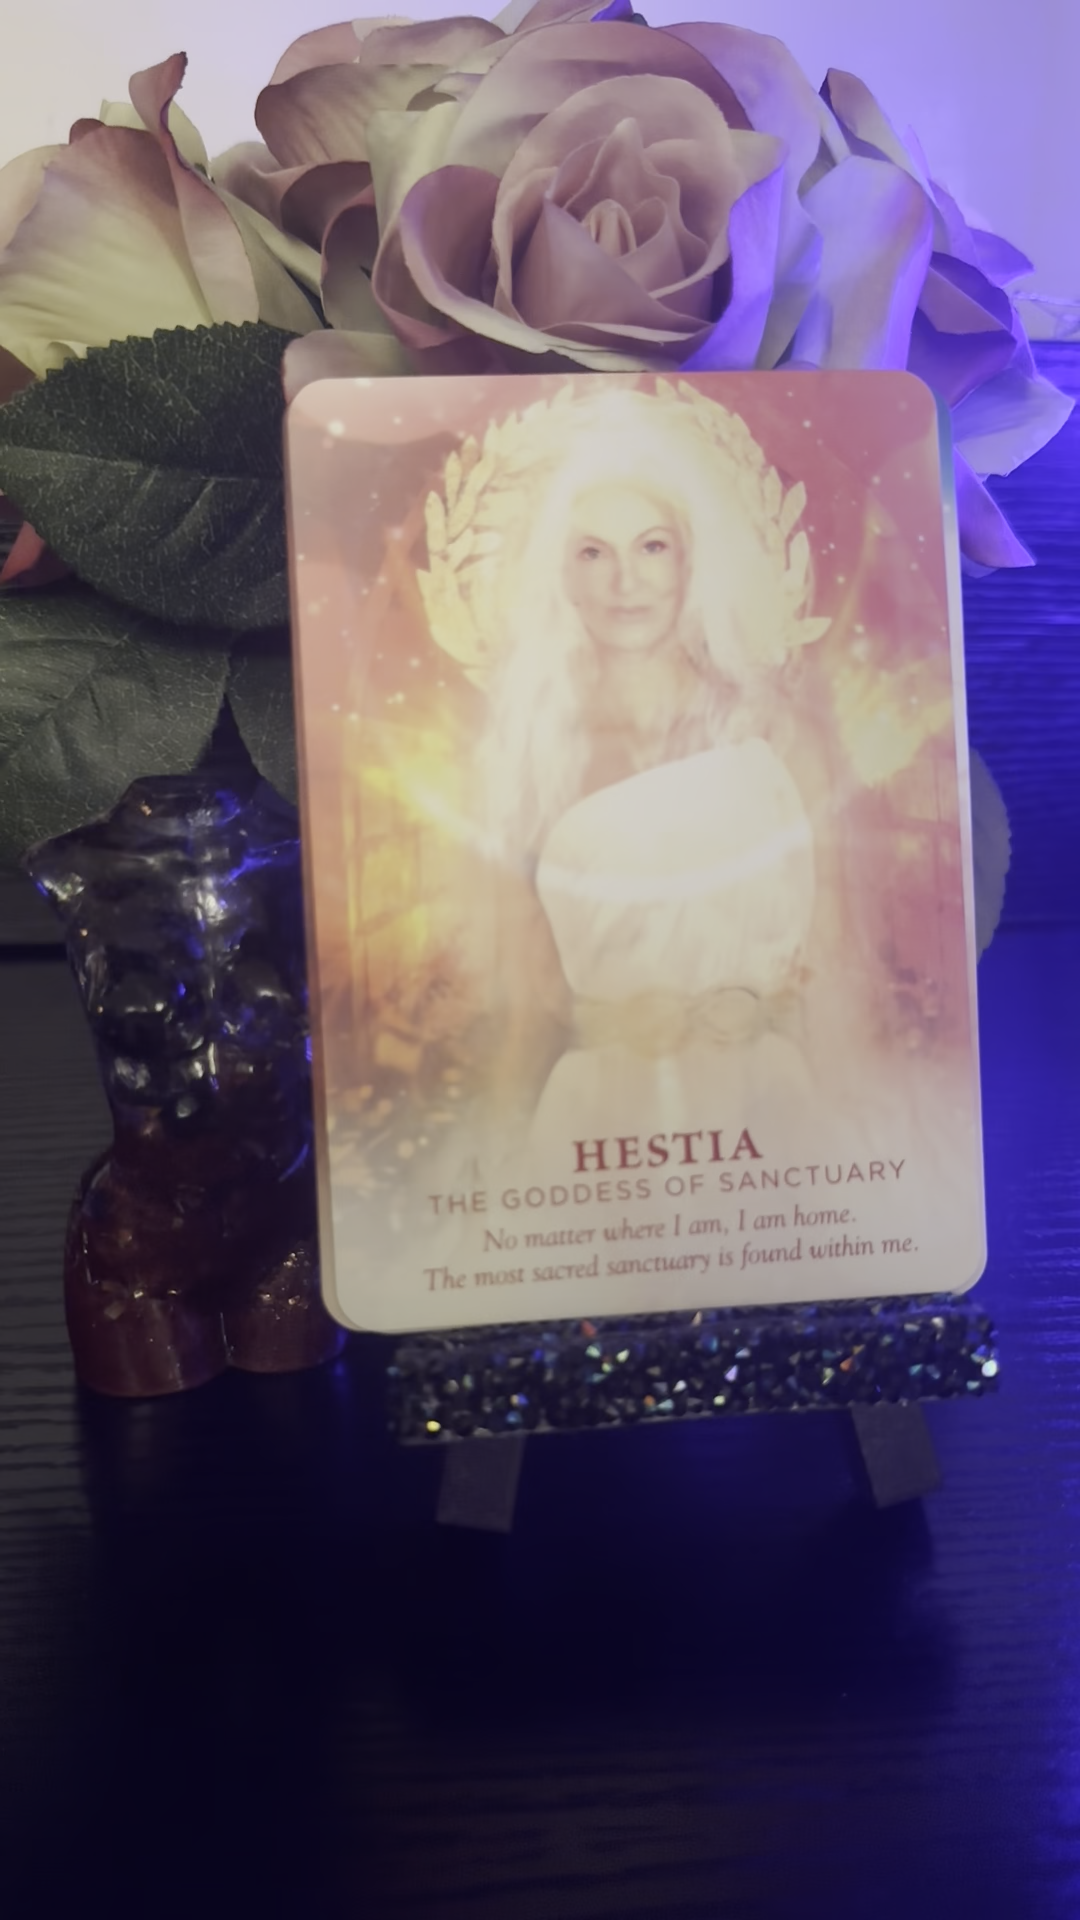 HESTIA
THE GODDESS OF SANCTUARY
No matter where I am, I am home.
The most sacred sanctuary is found within me.